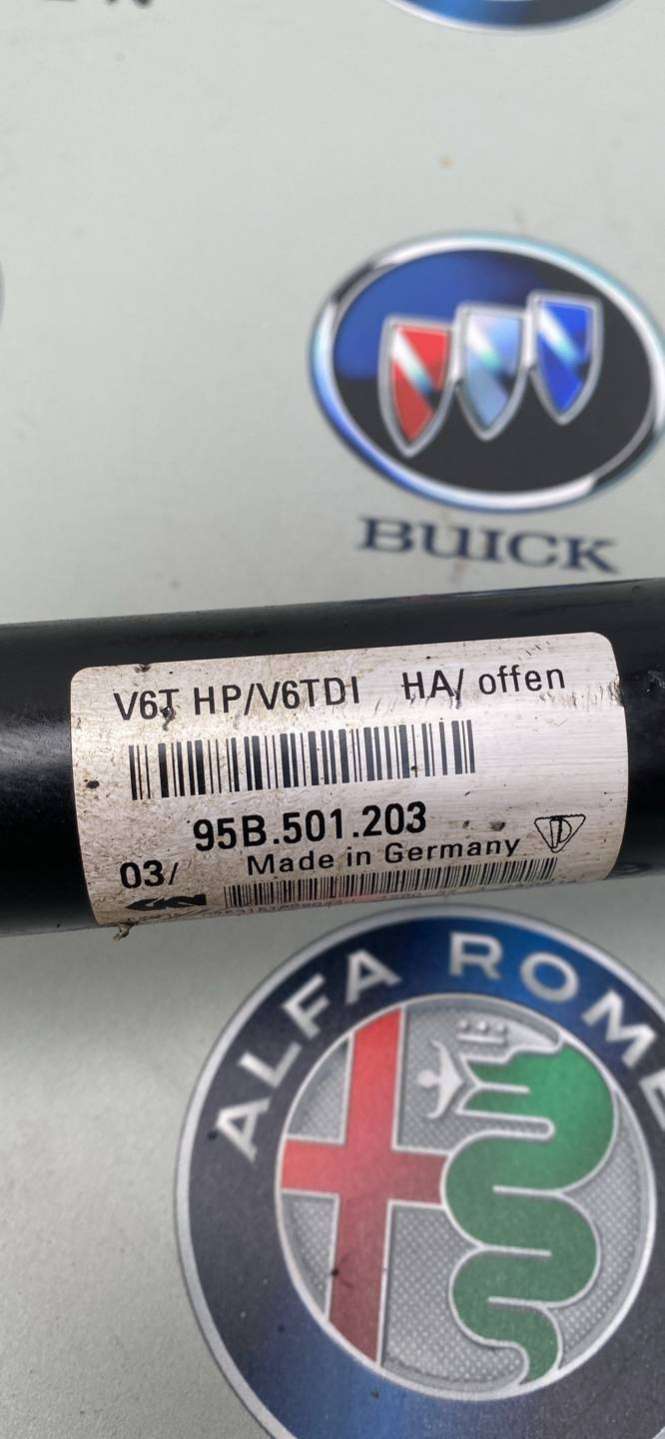 BUICK
V6T HP/V6TDI HA/ offen
95B.501.203
03/ Made in Germany
ALFA ROME